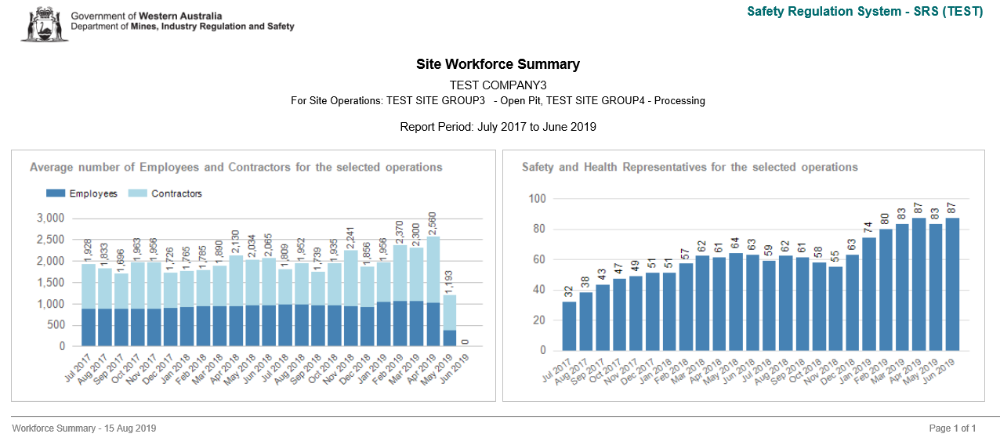 Government of Western Australia
Department of Mines, Industry Regulation and Safety
Safety Regulation System - SRS (TEST)
Site Workforce Summary
TEST COMPANY3
For Site Operations: TEST SITE GROUP3 - Open Pit, TEST SITE GROUP4 - Processing
Report Period: July 2017 to June 2019
Average number of Employees and Contractors for the selected operations
Employees Contractors
3,000
2,500
2,000
1,500
1,000
500
0
1,928 1,833 1,696 1,963 1,956 1,726 1,765 1,785 1,890 2,130 2,034 2,065 1,809 1,952 1,739 1,935 2,241 1,856 1,956 2,370 2,300 2,560 1,193 0
Jul 2017 Aug 2017 Sep 2017 Oct 2017 Nov 2017 Dec 2017 Jan 2018 Feb 2018 Mar 2018 Apr 2018 May 2018 Jun 2018 Jul 2018 Aug 2018 Sep 2018 Oct 2018 Nov 2018 Dec 2018 Jan 2019 Feb 2019 Mar 2019 Apr 2019 May 2019 Jun 2019
Safety and Health Representatives for the selected operations
100
80
60
40
20
0
32 38 43 47 49 51 51 57 62 61 64 63 59 62 61 58 55 63 74 80 83 87 83 87
Jul 2017 Aug 2017 Sep 2017 Oct 2017 Nov 2017 Dec 2017 Jan 2018 Feb 2018 Mar 2018 Apr 2018 May 2018 Jun 2018 Jul 2018 Aug 2018 Sep 2018 Oct 2018 Nov 2018 Dec 2018 Jan 2019 Feb 2019 Mar 2019 Apr 2019 May 2019 Jun 2019
Workforce Summary - 15 Aug 2019
Page 1 of 1